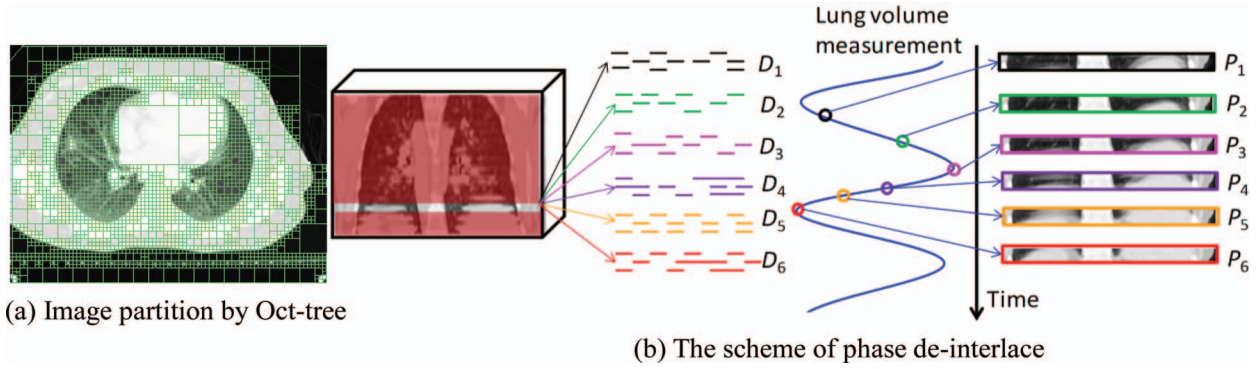 Lung volume
measurement
D1
D2
D3
D4
D5
D6
P1
P2
P3
P4
P5
P6
Time
(a) Image partition by Oct-tree
(b) The scheme of phase de-interlace